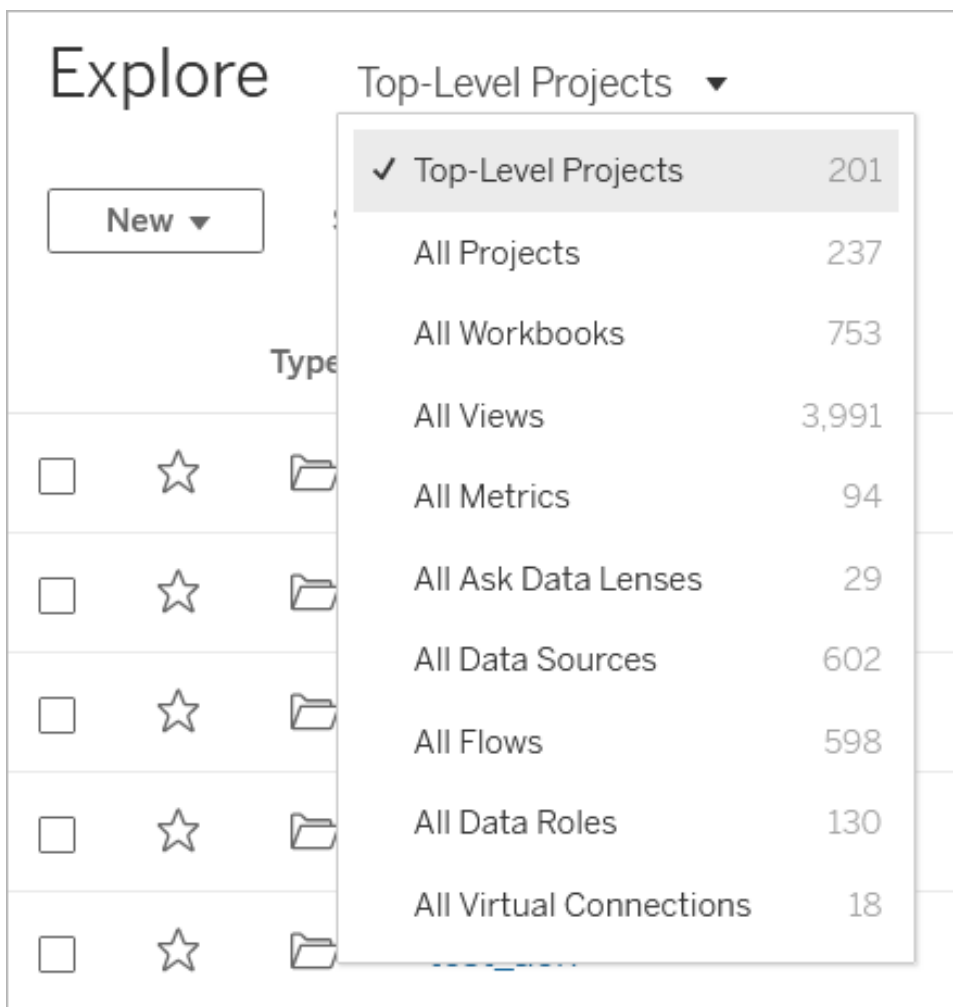 Explore Top-Level Projects
Top-Level Projects 201
New
All Projects 237
All Workbooks 753
Type
All Views 3,991
All Metrics 94
All Ask Data Lenses 29
All Data Sources 602
All Flows 598
All Data Roles 130
All Virtual Connections 18